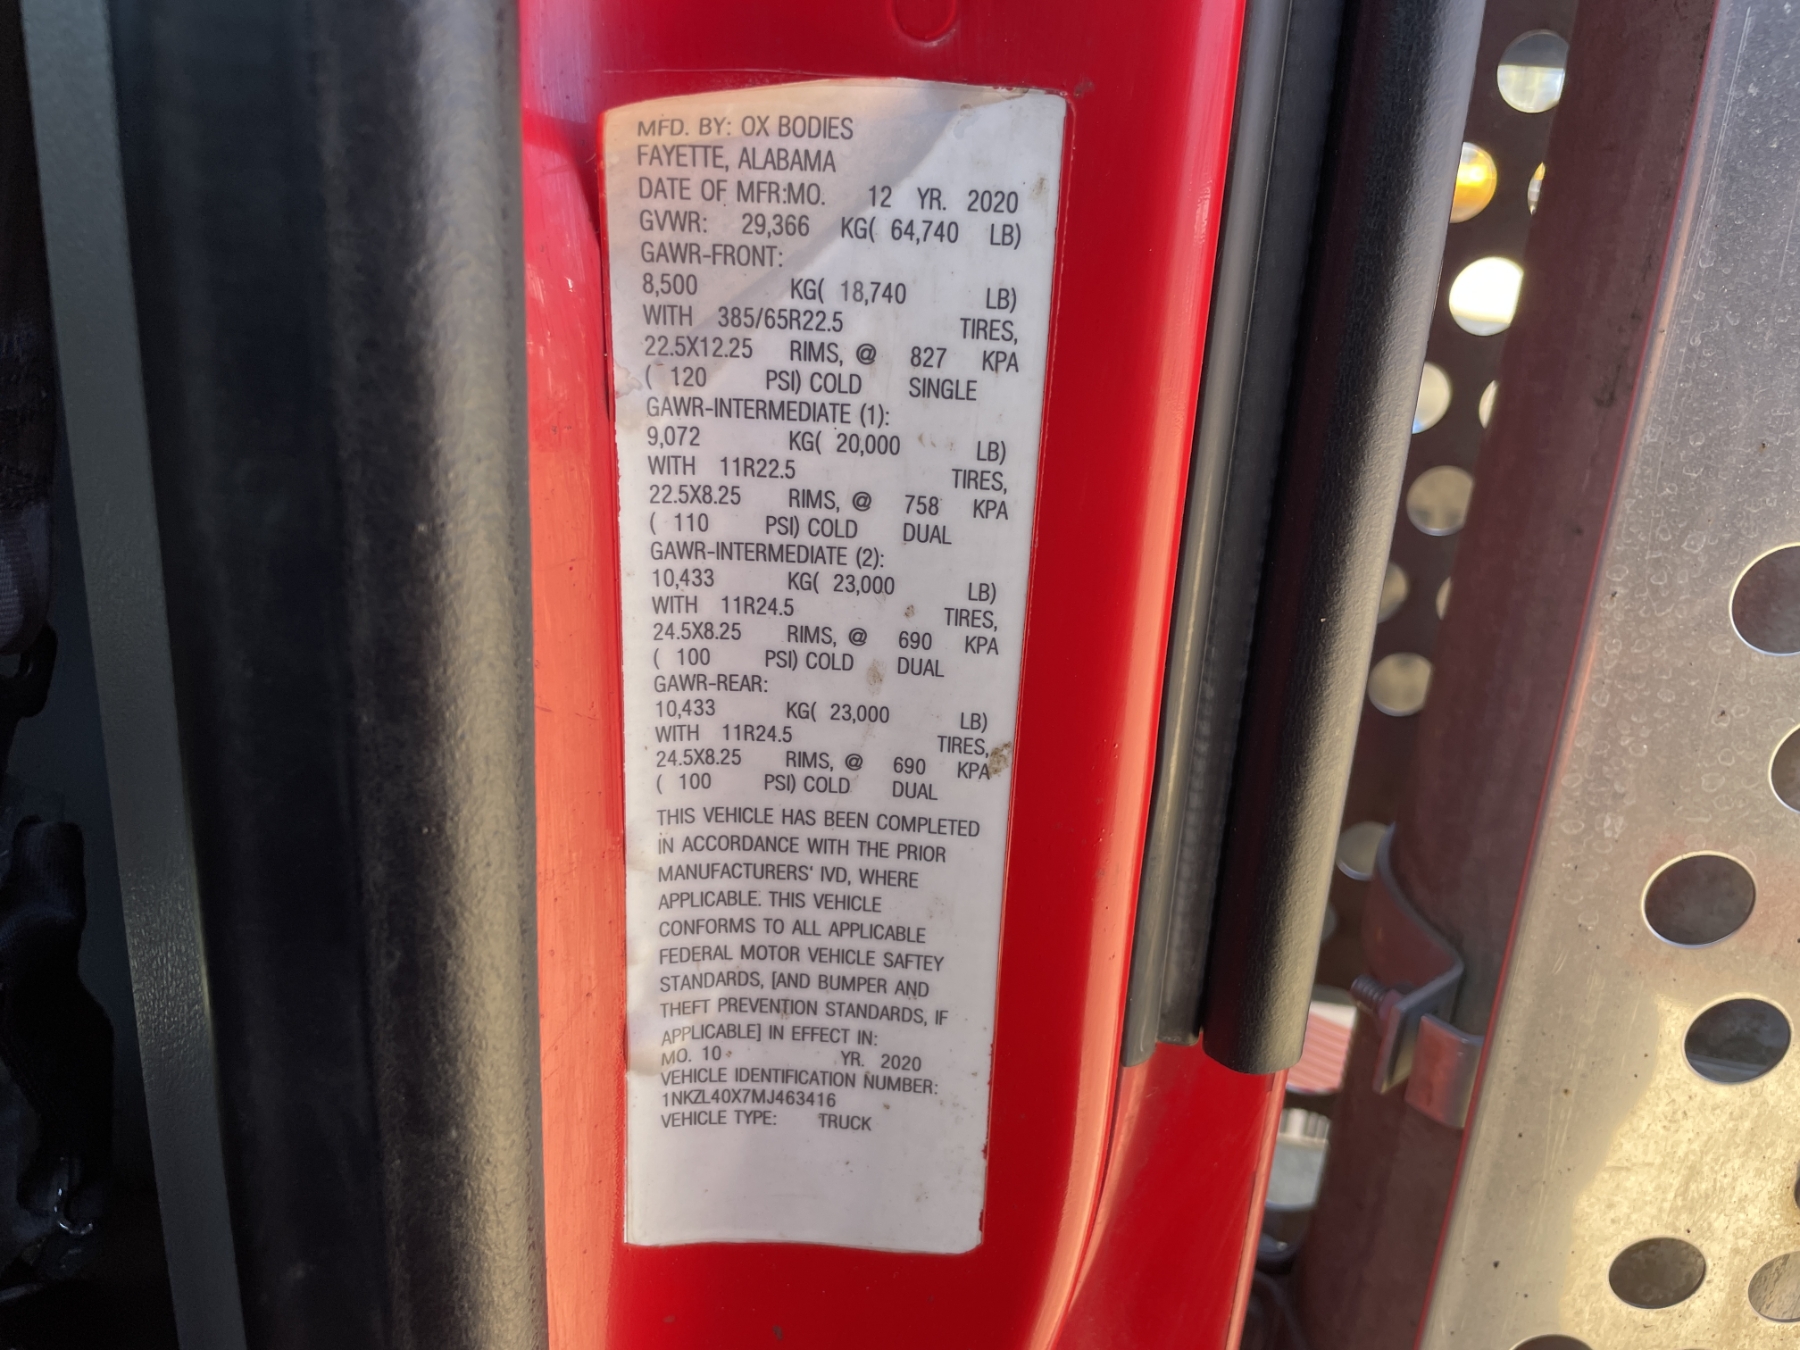 MFD. BY: OX BODIES
FAYETTE, ALABAMA
DATE OF MFR:MO. 12 YR. 2020
GVWR: 29,366 KG( 64,740 LB)
GAWR-FRONT:
8,500 KG( 18,740 LB)
WITH 385/65R22.5 TIRES,
22.5X12.25 RIMS, @ 827 KPA
( 120 PSI) COLD SINGLE
GAWR-INTERMEDIATE (1):
9,072 KG( 20,000 LB)
WITH 11R22.5 TIRES,
22.5X8.25 RIMS, @ 758 KPA
( 110 PSI) COLD DUAL
GAWR-INTERMEDIATE (2):
10,433 KG( 23,000 LB)
WITH 11R24.5 TIRES,
24.5X8.25 RIMS, @ 690 KPA
( 100 PSI) COLD DUAL
GAWR-REAR:
10,433 KG( 23,000 LB)
WITH 11R24.5 TIRES,
24.5X8.25 RIMS, @ 690 KPA
( 100 PSI) COLD DUAL
THIS VEHICLE HAS BEEN COMPLETED
IN ACCORDANCE WITH THE PRIOR
MANUFACTURERS' IVD, WHERE
APPLICABLE. THIS VEHICLE
CONFORMS TO ALL APPLICABLE
FEDERAL MOTOR VEHICLE SAFTEY
STANDARDS, [AND BUMPER AND
THEFT PREVENTION STANDARDS, IF
APPLICABLE] IN EFFECT IN:
MO. 10 YR. 2020
VEHICLE IDENTIFICATION NUMBER:
1NKZL40X7MJ463416
VEHICLE TYPE: TRUCK